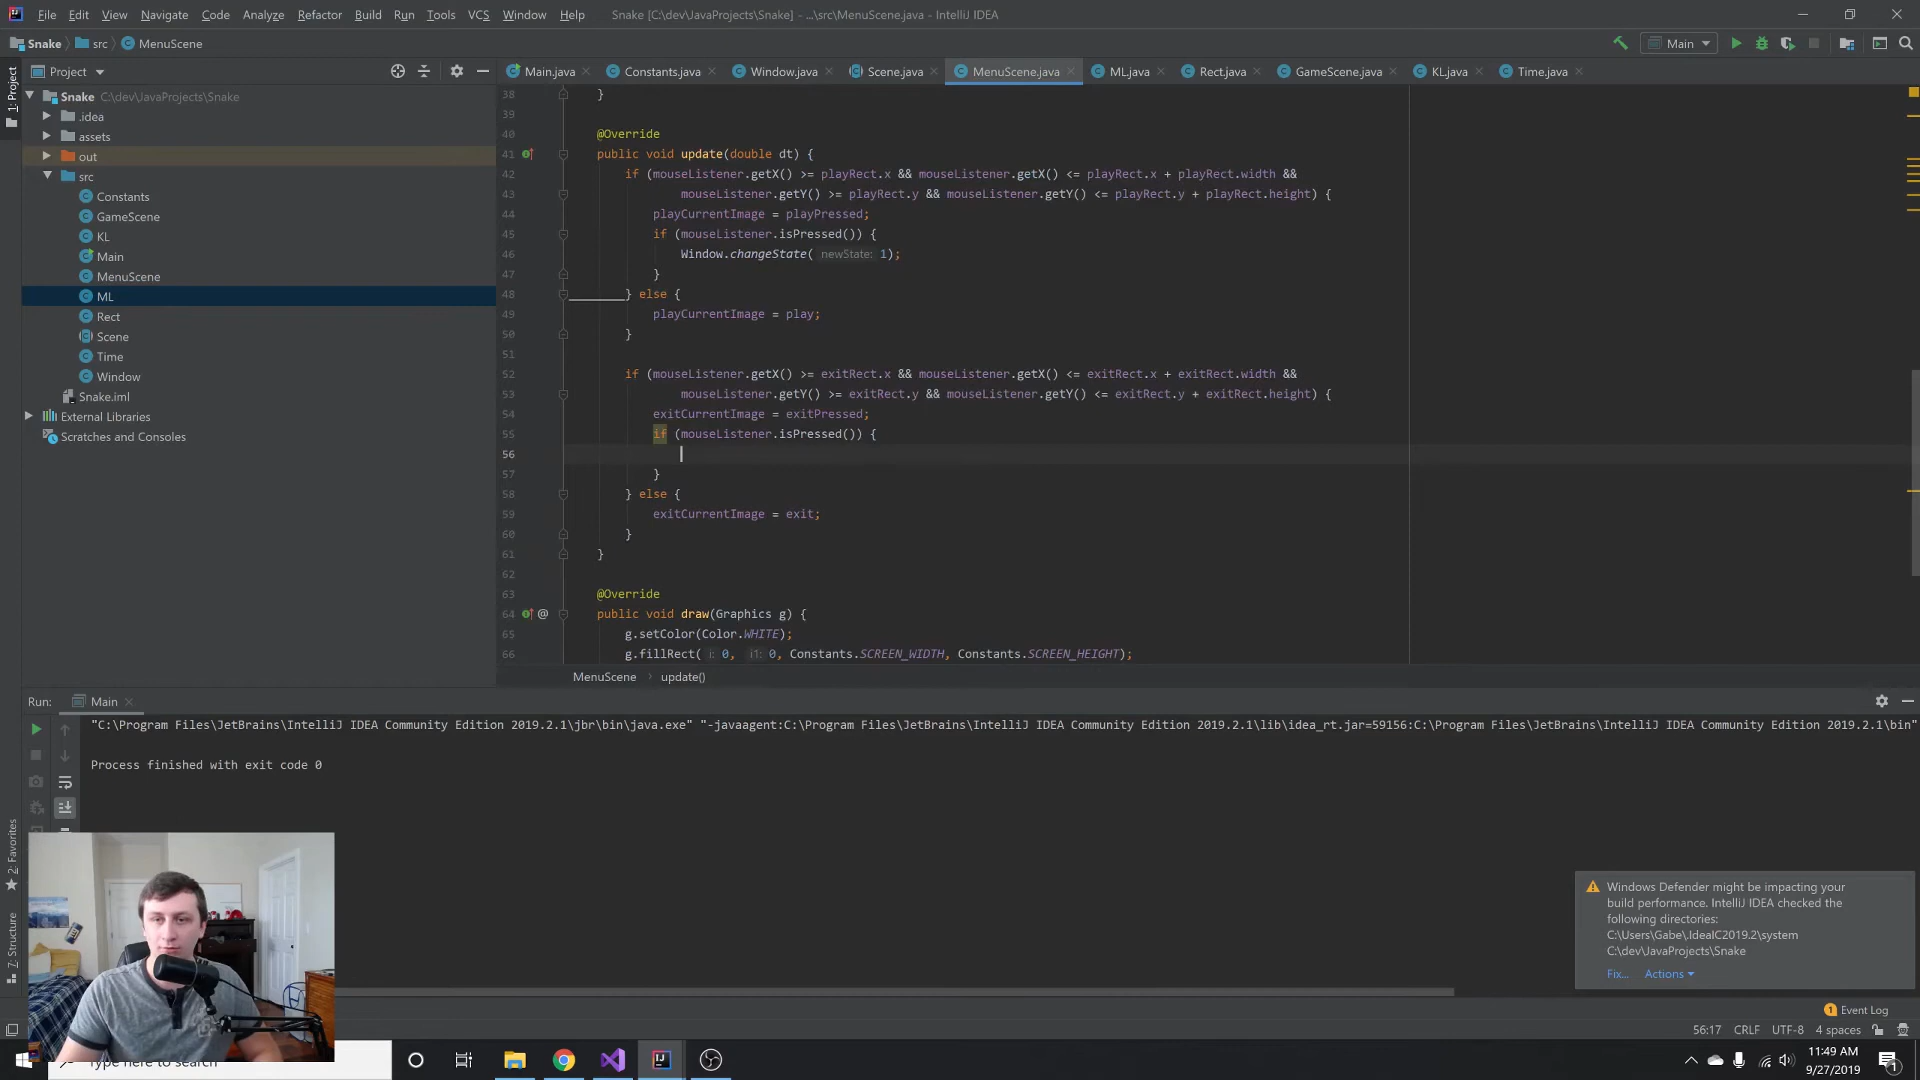 File Edit View Navigate Code Analyze Refactor Build Run Tools VCS Window Help Snake [C:\dev\JavaProjects\Snake] - ...\src\MenuScene.java - IntelliJ IDEA
Snake src MenuScene Main
1: Project
Project
Main.java Constants.java Window.java Scene.java MenuScene.java ML.java Rect.java GameScene.java KL.java Time.java
Snake C:\dev\JavaProjects\Snake
.idea
assets
out
src
Constants
GameScene
KL
Main
MenuScene
ML
Rect
Scene
Time
Window
Snake.iml
External Libraries
Scratches and Consoles
38 }
39
40 @Override
41 public void update(double dt) {
42 if (mouseListener.getX() >= playRect.x && mouseListener.getX() <= playRect.x + playRect.width &&
43 mouseListener.getY() >= playRect.y && mouseListener.getY() <= playRect.y + playRect.height) {
44 playCurrentImage = playPressed;
45 if (mouseListener.isPressed()) {
46 Window.changeState( newState: 1);
47 }
48 } else {
49 playCurrentImage = play;
50 }
51
52 if (mouseListener.getX() >= exitRect.x && mouseListener.getX() <= exitRect.x + exitRect.width &&
53 mouseListener.getY() >= exitRect.y && mouseListener.getY() <= exitRect.y + exitRect.height) {
54 exitCurrentImage = exitPressed;
55 if (mouseListener.isPressed()) {
56
57 }
58 } else {
59 exitCurrentImage = exit;
60 }
61 }
62
63 @Override
64 @ public void draw(Graphics g) {
65 g.setColor(Color.WHITE);
66 g.fillRect( i: 0, i1: 0, Constants.SCREEN_WIDTH, Constants.SCREEN_HEIGHT);
MenuScene › update()
Run: Main
"C:\Program Files\JetBrains\IntelliJ IDEA Community Edition 2019.2.1\jbr\bin\java.exe" "-javaagent:C:\Program Files\JetBrains\IntelliJ IDEA Community Edition 2019.2.1\lib\idea_rt.jar=59156:C:\Program Files\JetBrains\IntelliJ IDEA Community Edition 2019.2.1\bin"
Process finished with exit code 0
2: Favorites
7: Structure
Windows Defender might be impacting your
build performance. IntelliJ IDEA checked the
following directories:
C:\Users\Gabe\.IdeaIC2019.2\system
C:\dev\JavaProjects\Snake
Fix... Actions
1 Event Log
56:17 CRLF UTF-8 4 spaces
Type here to search
11:49 AM
9/27/2019
1